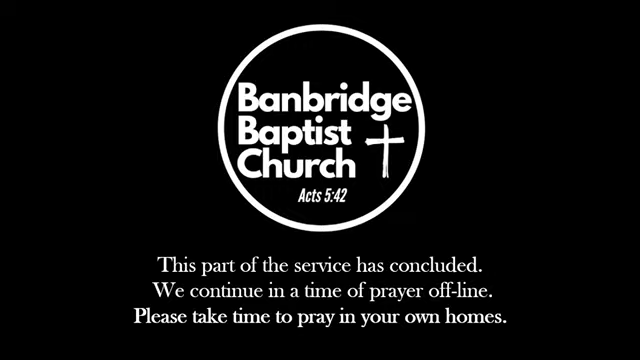 Banbridge
Baptist
Church
Acts 5:42
This part of the service has concluded.
We continue in a time of prayer off-line.
Please take time to pray in your own homes.